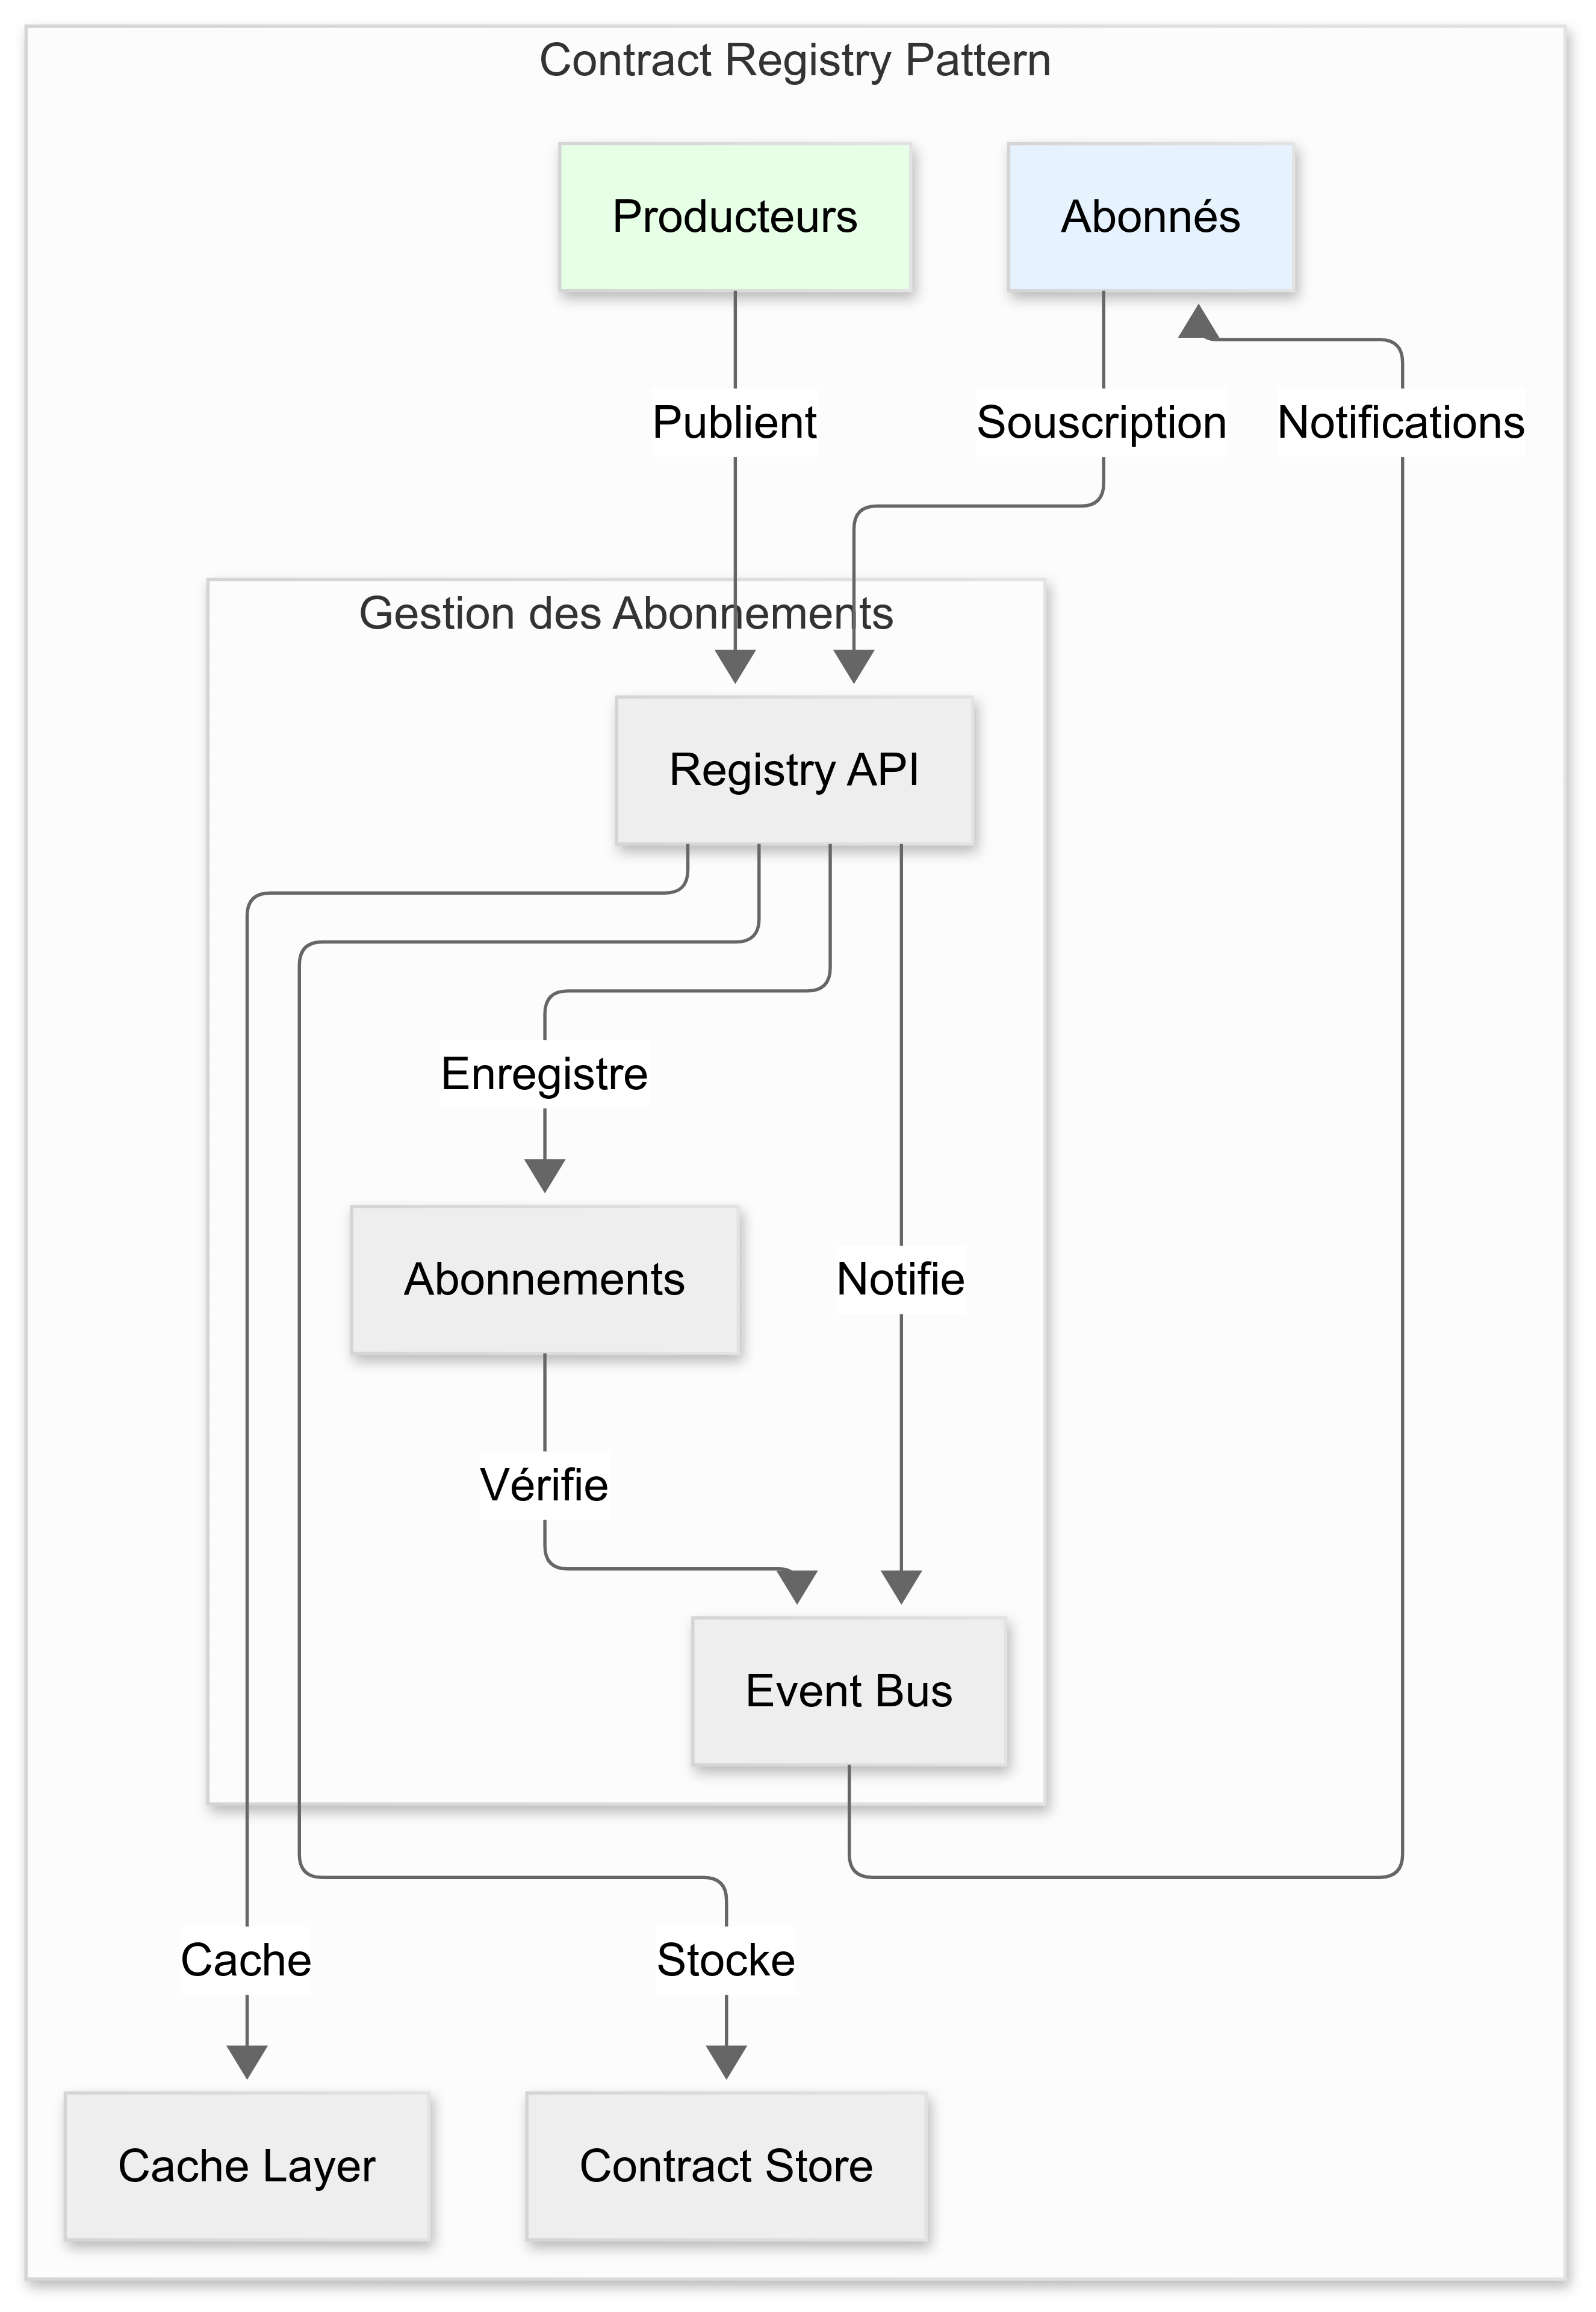 Contract Registry Pattern
Producteurs
Abonnés
Publient
Souscription
Notifications
Gestion des Abonnements
Registry API
Enregistre
Abonnements
Notifie
Vérifie
Event Bus
Cache
Stocke
Cache Layer
Contract Store